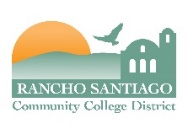 RANCHO SANTIAGO
Community College District